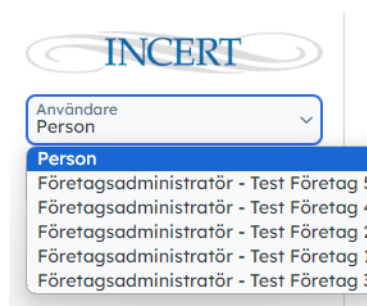 INCERT
Användare
Person
Person
Företagsadministratör - Test Företag 5
Företagsadministratör - Test Företag 4
Företagsadministratör - Test Företag 2
Företagsadministratör - Test Företag 1
Företagsadministratör - Test Företag 3